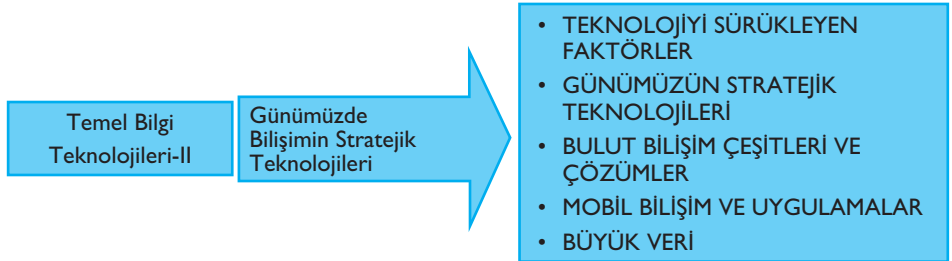 Temel Bilgi
Teknolojileri-II
Günümüzde
Bilişimin Stratejik
Teknolojileri
• TEKNOLOJİYİ SÜRÜKLEYEN
FAKTÖRLER
• GÜNÜMÜZÜN STRATEJİK
TEKNOLOJİLERİ
• BULUT BİLİŞİM ÇEŞİTLERİ VE
ÇÖZÜMLER
• MOBİL BİLİŞİM VE UYGULAMALAR
• BÜYÜK VERİ